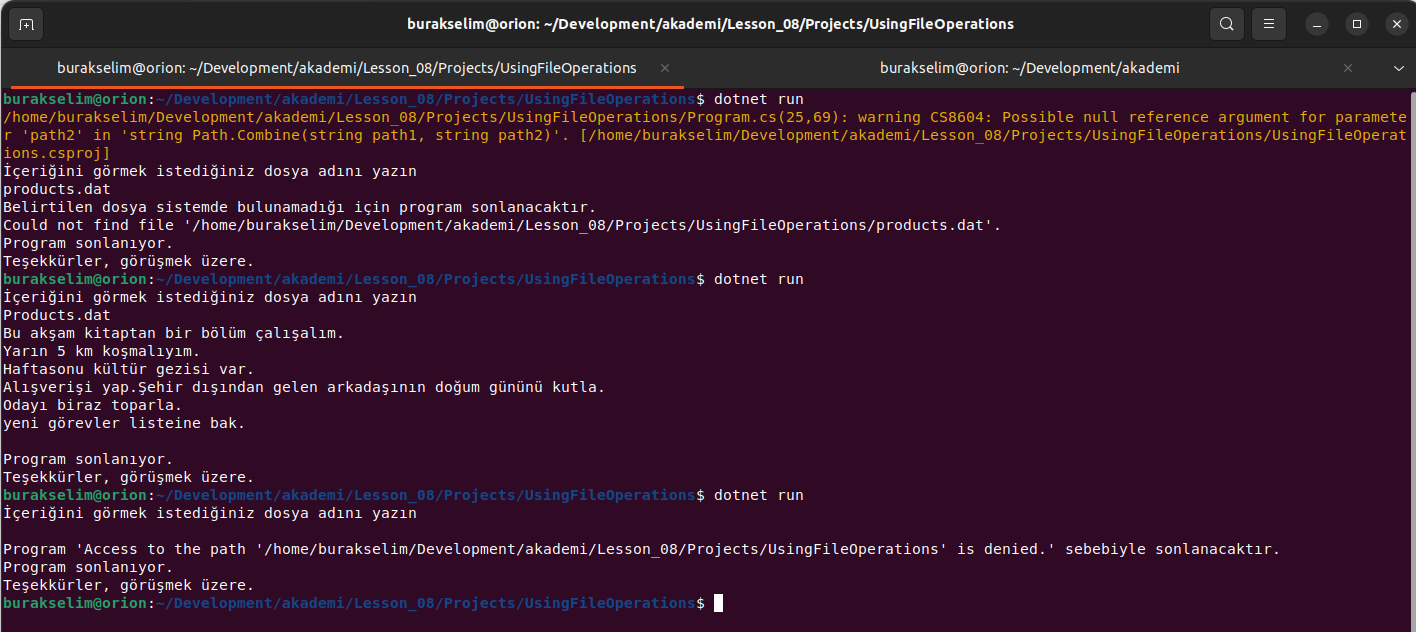 burakselim@orion: ~/Development/akademi/Lesson_08/Projects/UsingFileOperations
burakselim@orion: ~/Development/akademi/Lesson_08/Projects/UsingFileOperations
burakselim@orion: ~/Development/akademi
burakselim@orion:~/Development/akademi/Lesson_08/Projects/UsingFileOperations$ dotnet run
/home/burakselim/Development/akademi/Lesson_08/Projects/UsingFileOperations/Program.cs(25,69): warning CS8604: Possible null reference argument for paramete
r 'path2' in 'string Path.Combine(string path1, string path2)'. [/home/burakselim/Development/akademi/Lesson_08/Projects/UsingFileOperations/UsingFileOperat
ions.csproj]
İçeriğini görmek istediğiniz dosya adını yazın
products.dat
Belirtilen dosya sistemde bulunamadığı için program sonlanacaktır.
Could not find file '/home/burakselim/Development/akademi/Lesson_08/Projects/UsingFileOperations/products.dat'.
Program sonlanıyor.
Teşekkürler, görüşmek üzere.
burakselim@orion:~/Development/akademi/Lesson_08/Projects/UsingFileOperations$ dotnet run
İçeriğini görmek istediğiniz dosya adını yazın
Products.dat
Bu akşam kitaptan bir bölüm çalışalım.
Yarın 5 km koşmalıyım.
Haftasonu kültür gezisi var.
Alışverişi yap.Şehir dışından gelen arkadaşının doğum gününü kutla.
Odayı biraz toparla.
yeni görevler listeine bak.
Program sonlanıyor.
Teşekkürler, görüşmek üzere.
burakselim@orion:~/Development/akademi/Lesson_08/Projects/UsingFileOperations$ dotnet run
İçeriğini görmek istediğiniz dosya adını yazın
Program 'Access to the path '/home/burakselim/Development/akademi/Lesson_08/Projects/UsingFileOperations' is denied.' sebebiyle sonlanacaktır.
Program sonlanıyor.
Teşekkürler, görüşmek üzere.
burakselim@orion:~/Development/akademi/Lesson_08/Projects/UsingFileOperations$